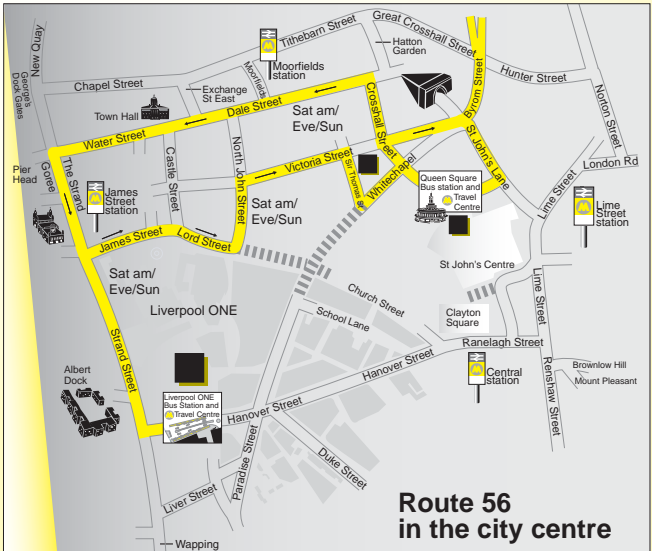 New Quay
George's
Dock Gates
Chapel Street
Tithebarn Street
Great Crosshall Street
Hatton
Garden
Moorfields
station
Moorfields
Exchange
St East
Town Hall
Hunter Street
Byrom Street
Norton Street
Dale Street
Water Street
Sat am/
Eve/Sun
Crosshall Street
St John's Lane
London Rd
Pier
Head
Goree
The Strand
James
Street
station
Castle Street
North John Street
Victoria Street
Sir Thomas St
Whitechapel
Queen Square
Bus station and
Travel
Centre
Lime Street
Lime
Street
station
Sat am/
Eve/Sun
James Street
Lord Street
St John's Centre
Sat am/
Eve/Sun
Liverpool ONE
Church Street
School Lane
Clayton
Square
Lime Street
Ranelagh Street
Strand Street
Hanover Street
Central
station
Renshaw Street
Brownlow Hill
Mount Pleasant
Albert
Dock
Liverpool ONE
Bus Station and
Travel Centre
Hanover Street
Paradise Street
Duke Street
Liver Street
Wapping
Route 56
in the city centre